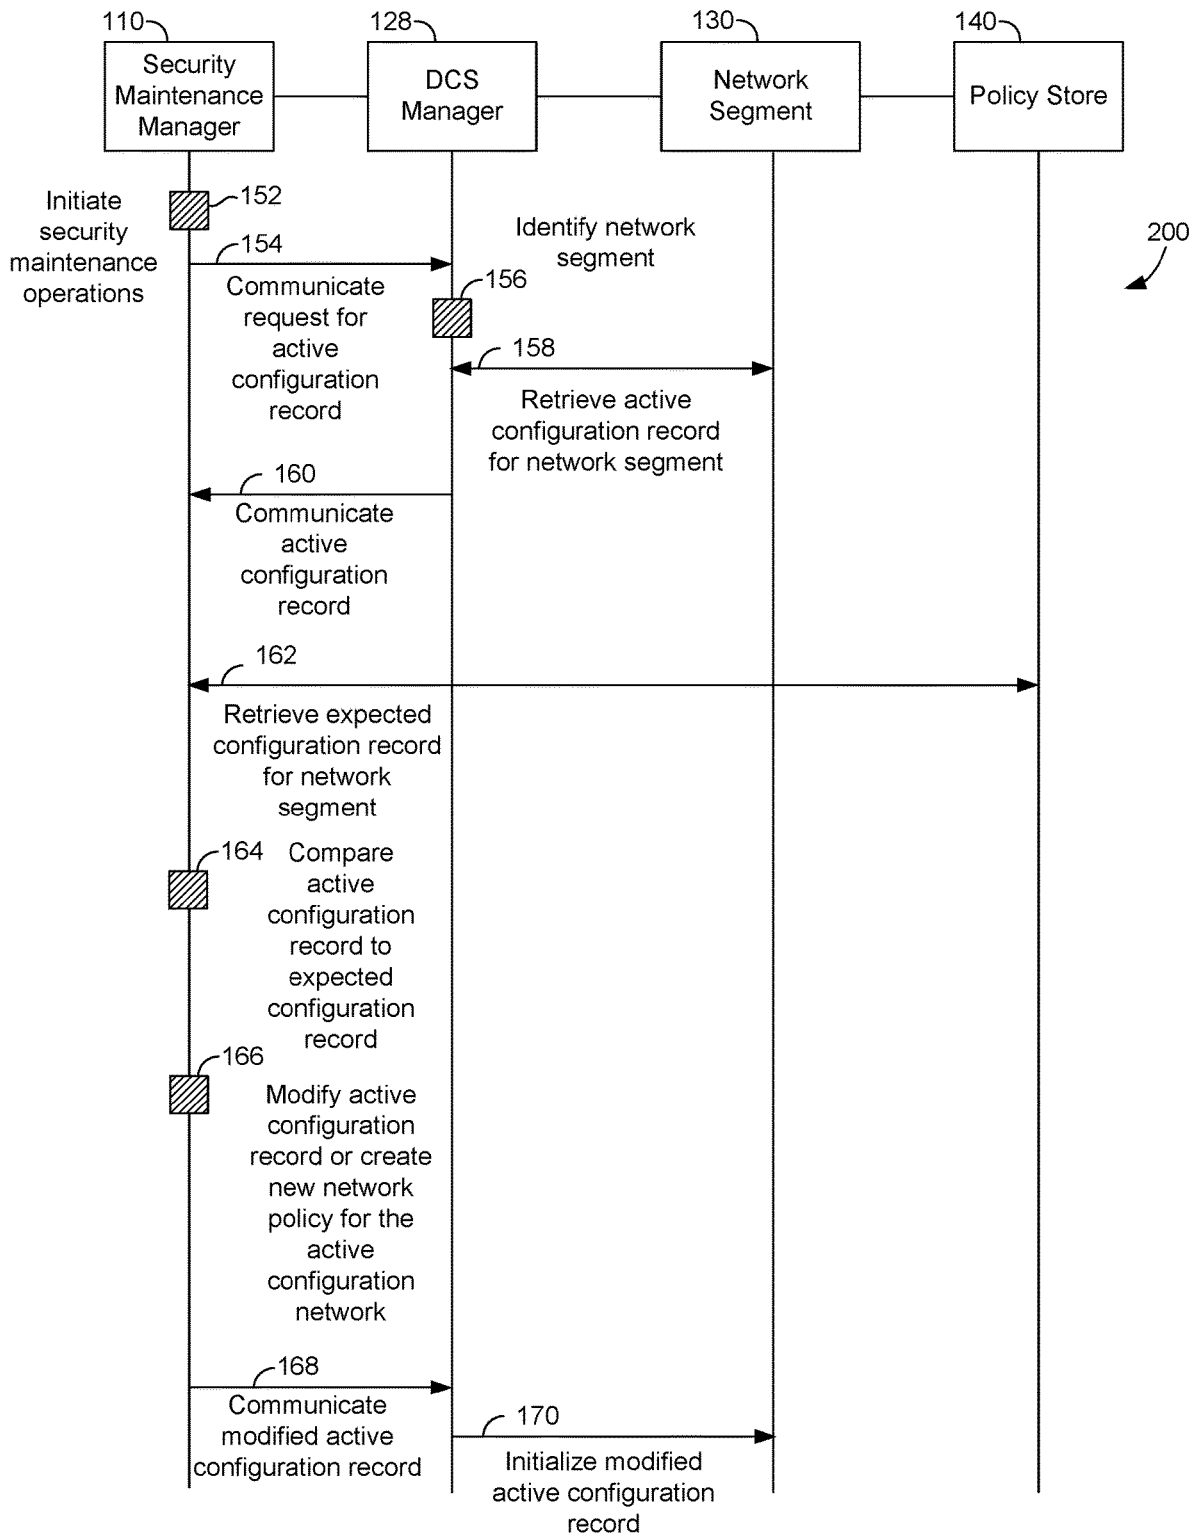 110
128
130
140
Security
Maintenance
Manager
DCS
Manager
Network
Segment
Policy Store
Initiate
security
maintenance
operations
152
154
Communicate
request for
active
configuration
record
Identify network
segment
156
200
158
Retrieve active
configuration record
for network segment
160
Communicate
active
configuration
record
162
Retrieve expected
configuration record
for network
segment
164
Compare
active
configuration
record to
expected
configuration
record
166
Modify active
configuration
record or create
new network
policy for the
active
configuration
network
168
Communicate
modified active
configuration record
170
Initialize modified
active configuration
record